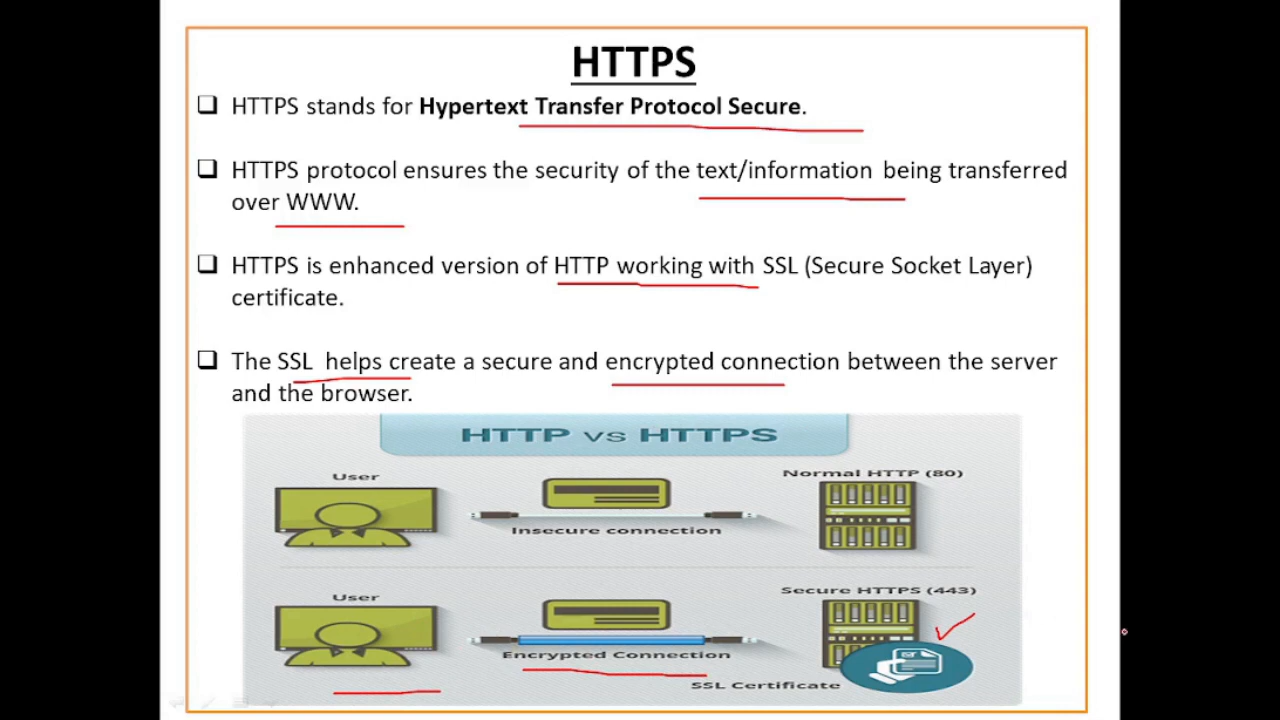 HTTPS
❑ HTTPS stands for Hypertext Transfer Protocol Secure.
❑ HTTPS protocol ensures the security of the text/information being transferred
over WWW.
❑ HTTPS is enhanced version of HTTP working with SSL (Secure Socket Layer)
certificate.
❑ The SSL helps create a secure and encrypted connection between the server
and the browser.
HTTP vs HTTPS
User
Insecure connection
Normal HTTP (80)
User
Encrypted Connection
Secure HTTPS (443)
SSL Certificate